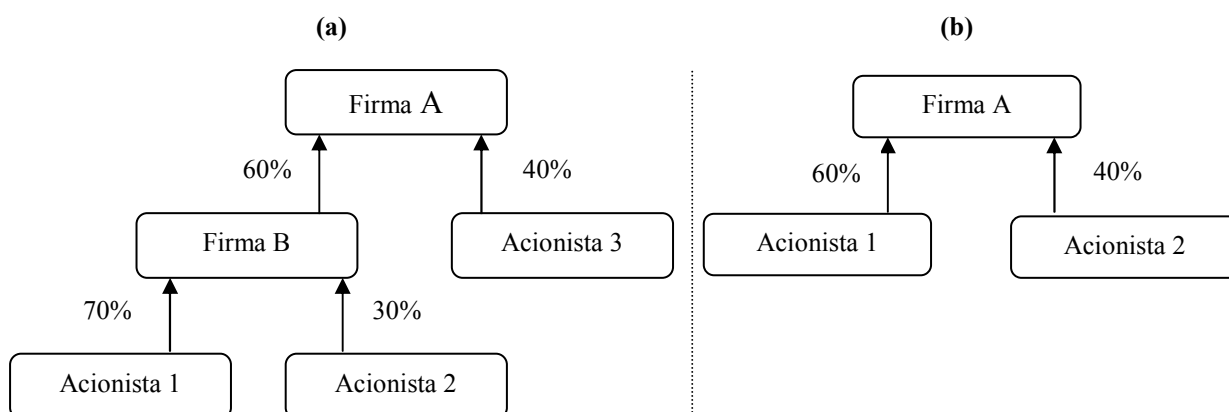 (a)
Firma A
60%
40%
Firma B
Acionista 3
70%
30%
Acionista 1
Acionista 2
(b)
Firma A
60%
40%
Acionista 1
Acionista 2